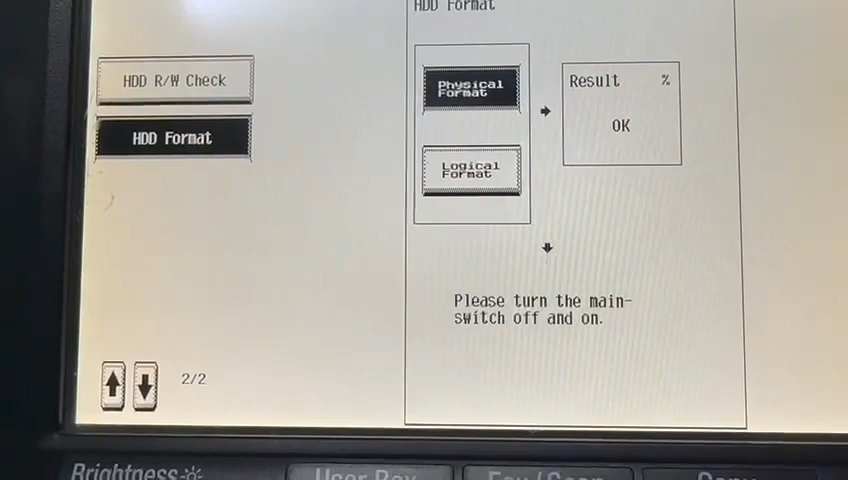 HDD Format
HDD R/W Check
HDD Format
Physical
Format
Logical
Format
Result %
OK
Please turn the main-
switch off and on.
2/2
Brightness
User Box
Fax/Scan
Copy